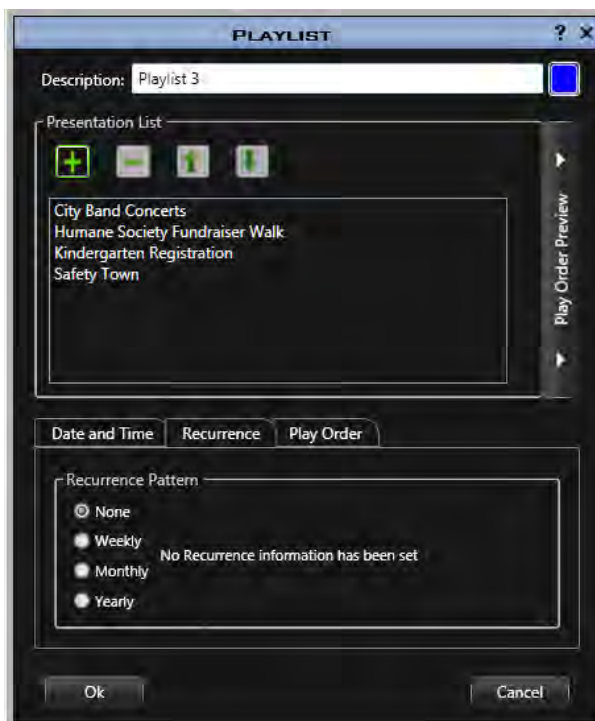 PLAYLIST ? X
Description: Playlist 3
Presentation List
City Band Concerts
Humane Society Fundraiser Walk
Kindergarten Registration
Safety Town
Play Order Preview
Date and Time Recurrence Play Order
Recurrence Pattern
None
Weekly
No Recurrence information has been set
Monthly
Yearly
Ok Cancel